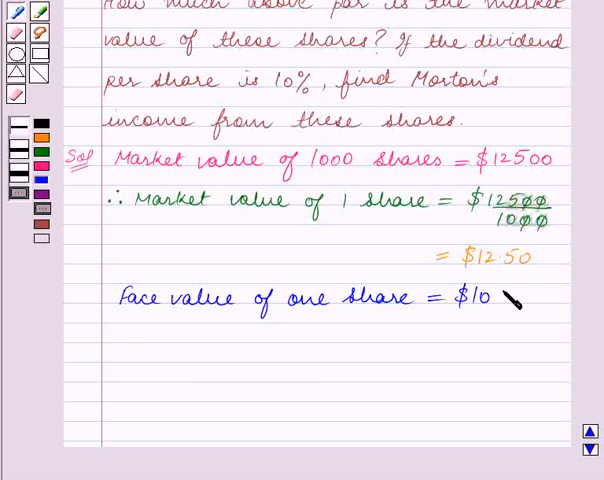 How much above par is the market
value of these shares? If the dividend
per share is 10%, find Morton's
income from these shares.
Sol Market value of 1000 shares = $12500
∴ Market value of 1 share = $12500/1000
= $12.50
Face value of one share = $10